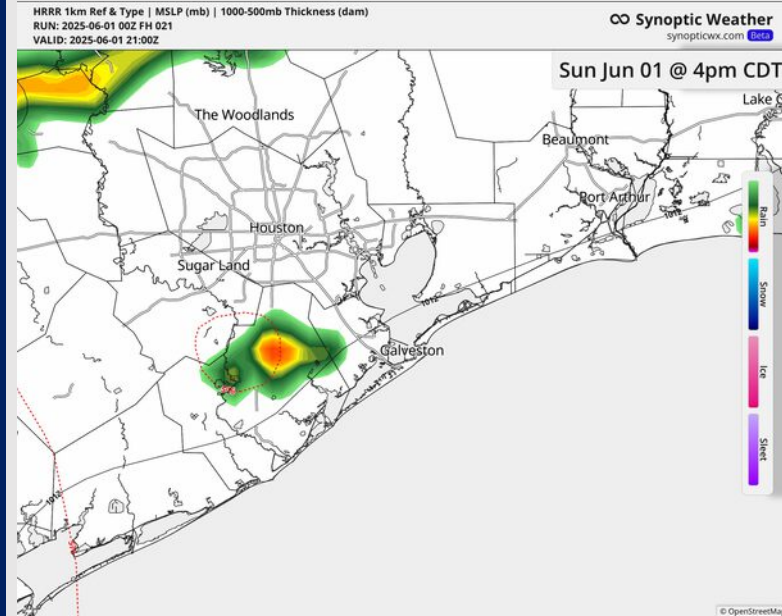 HRRR 1km Ref & Type | MSLP (mb) | 1000-500mb Thickness (dam)
RUN: 2025-06-01 00Z FH 021
VALID: 2025-06-01 21:00Z
Synoptic Weather
synopticwx.com Beta
Sun Jun 01 @ 4pm CDT
The Woodlands
Lake
Beaumont
Port Arthur
1012
Houston
Sugar Land
1012
Galveston
1012
Rain
Snow
Ice
Sleet
© OpenStreetMa